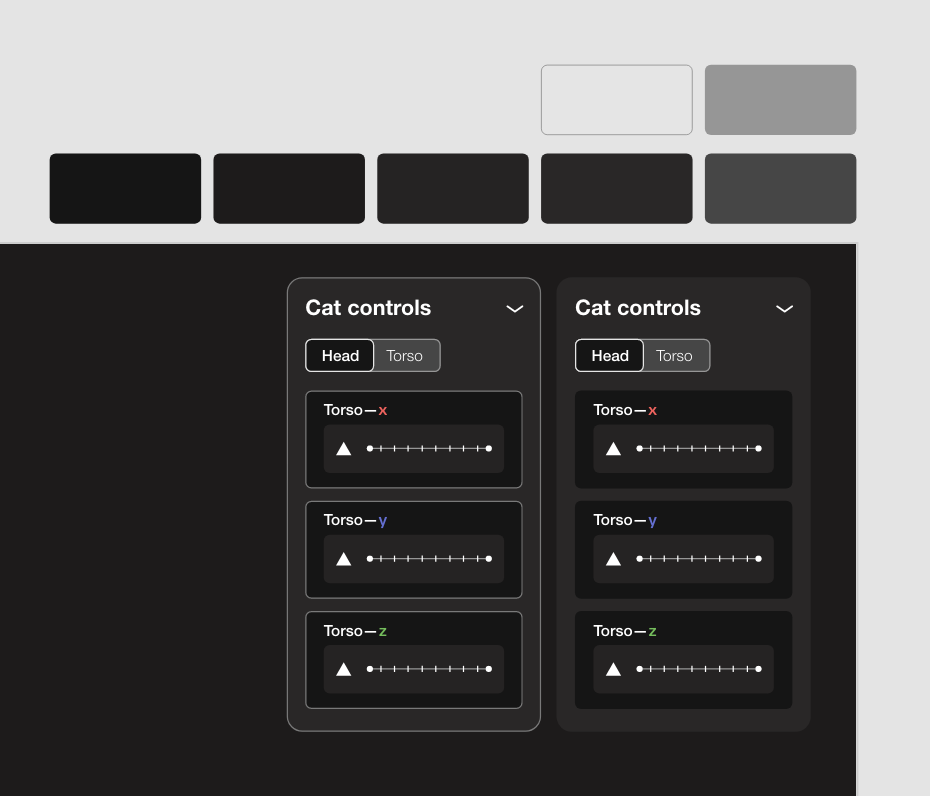 Cat controls
Head Torso
Torso—x
Torso—y
Torso—z
Cat controls
Head Torso
Torso—x
Torso—y
Torso—z